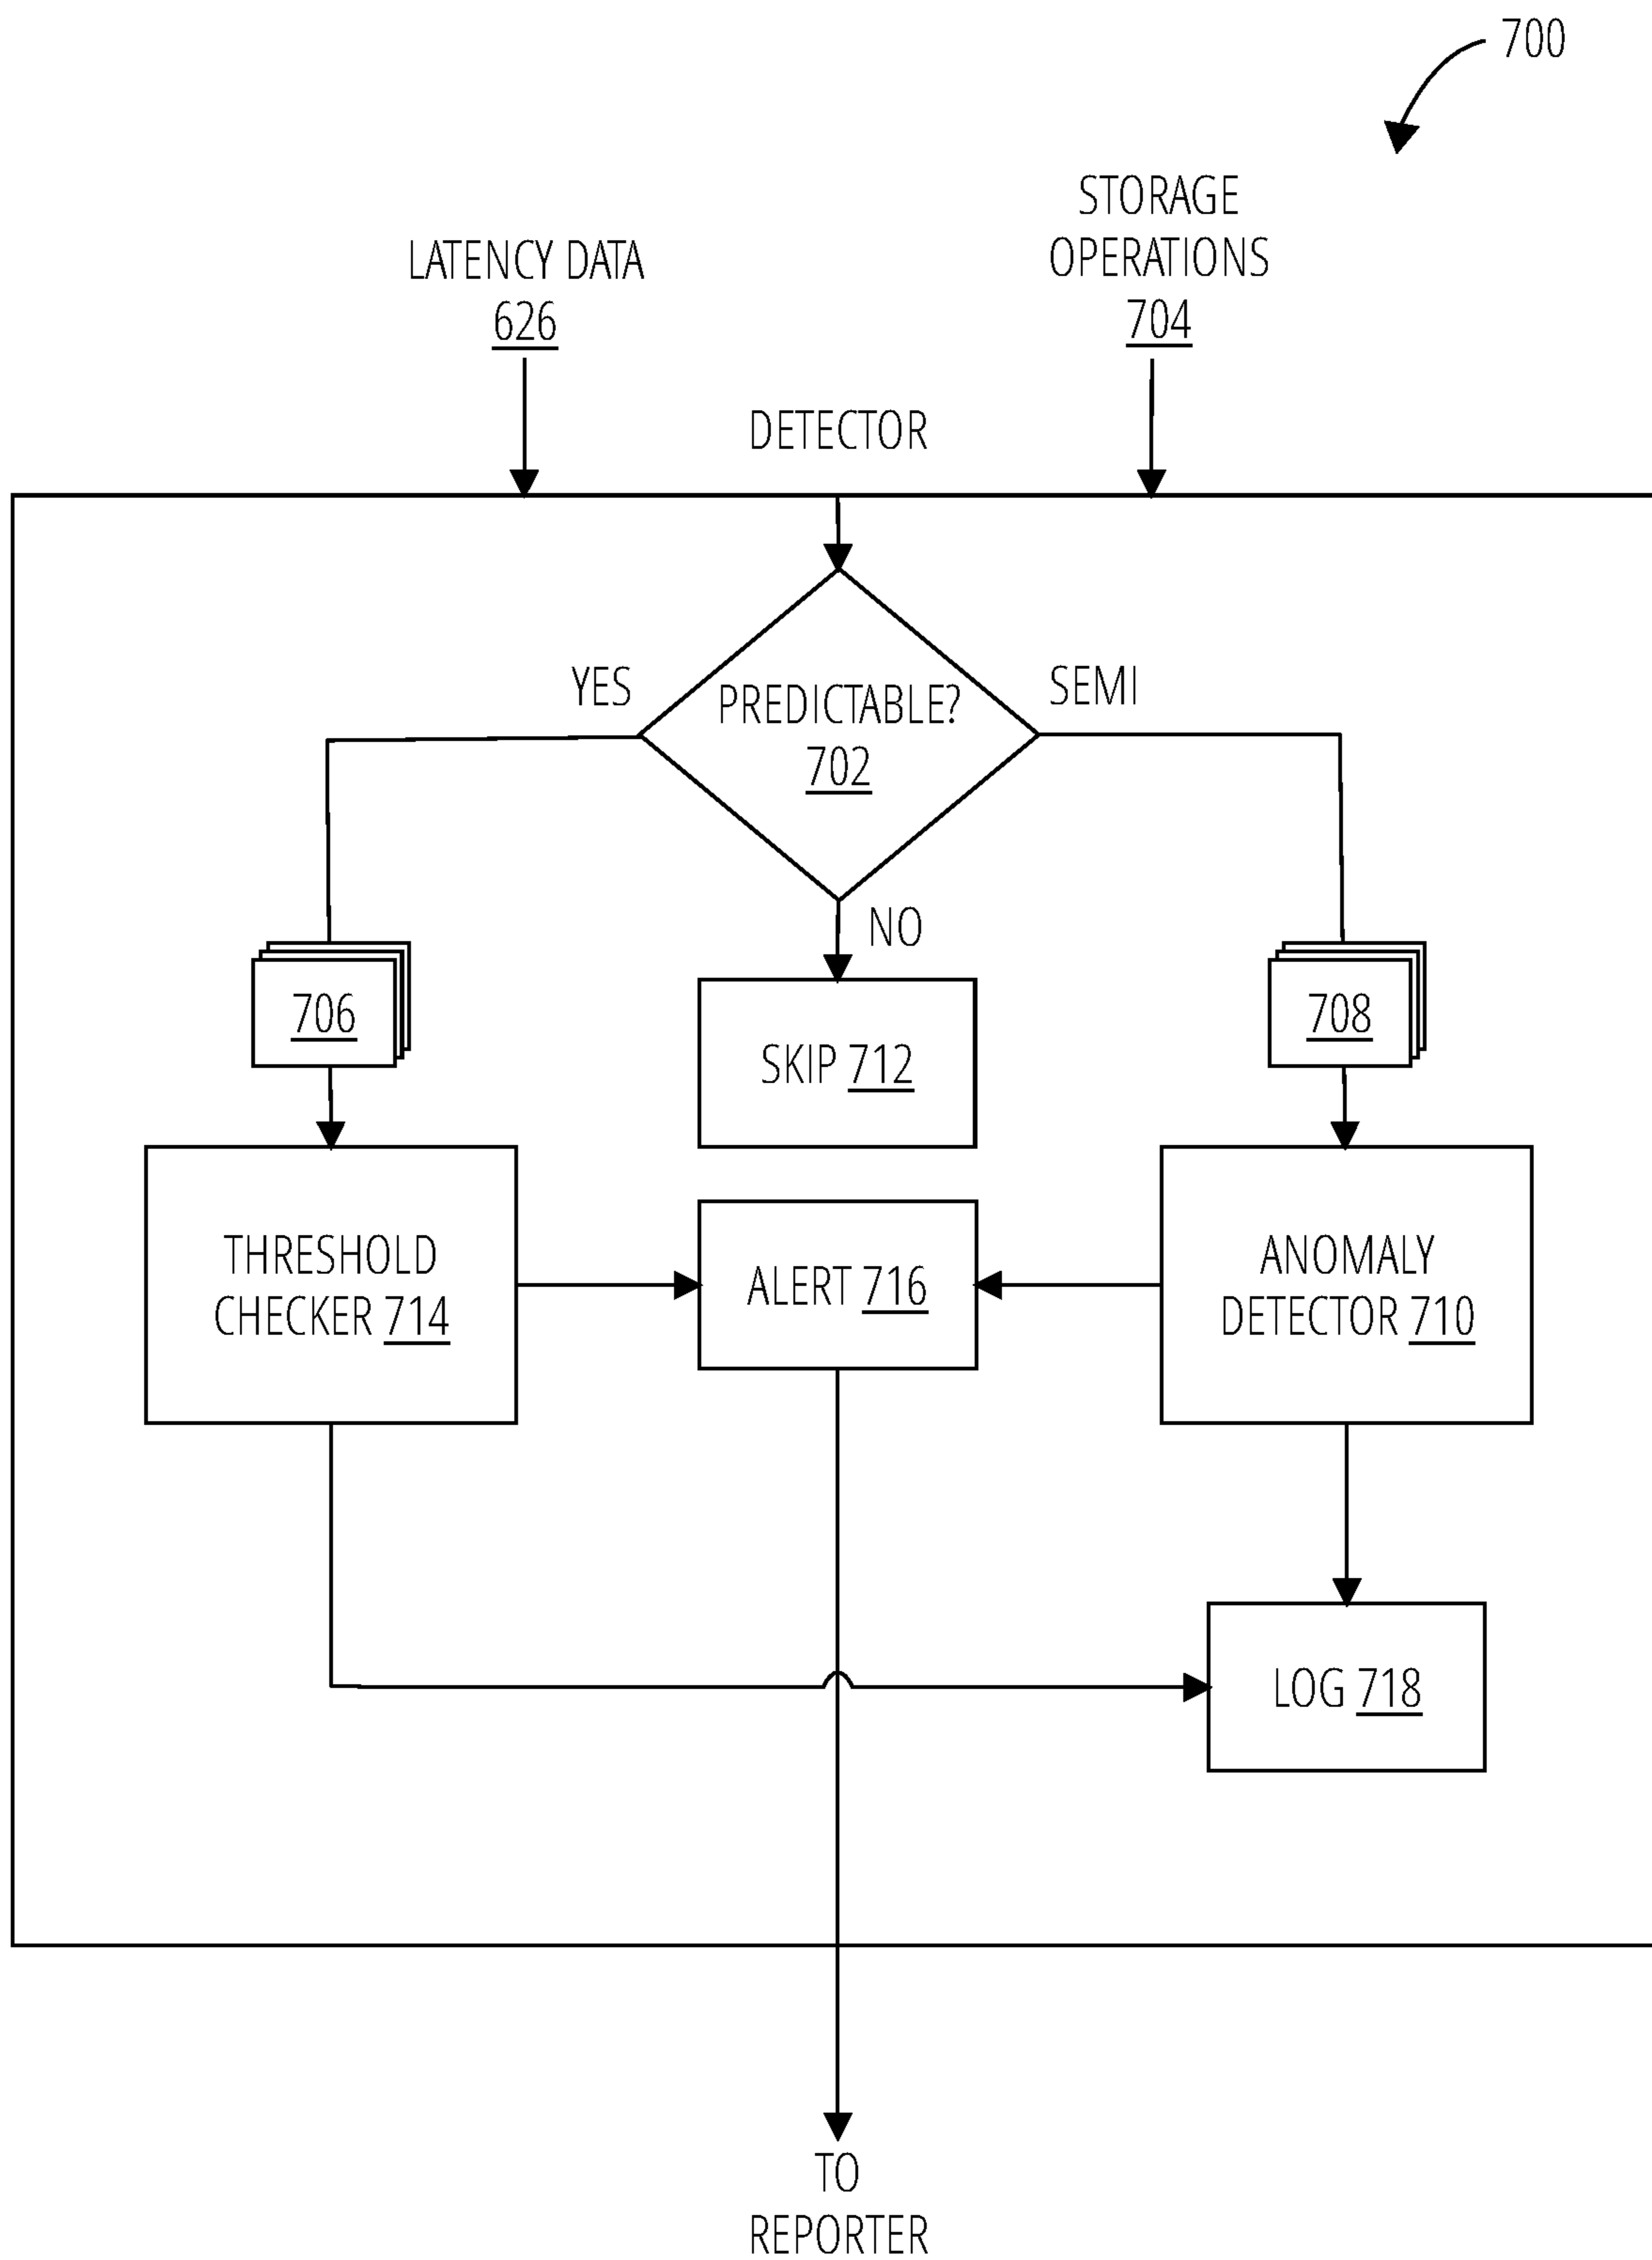 700
STORAGE
OPERATIONS
704
LATENCY DATA
626
DETECTOR
YES
PREDICTABLE?
702
SEMI
NO
706
SKIP 712
708
THRESHOLD
CHECKER 714
ALERT 716
ANOMALY
DETECTOR 710
LOG 718
TO
REPORTER